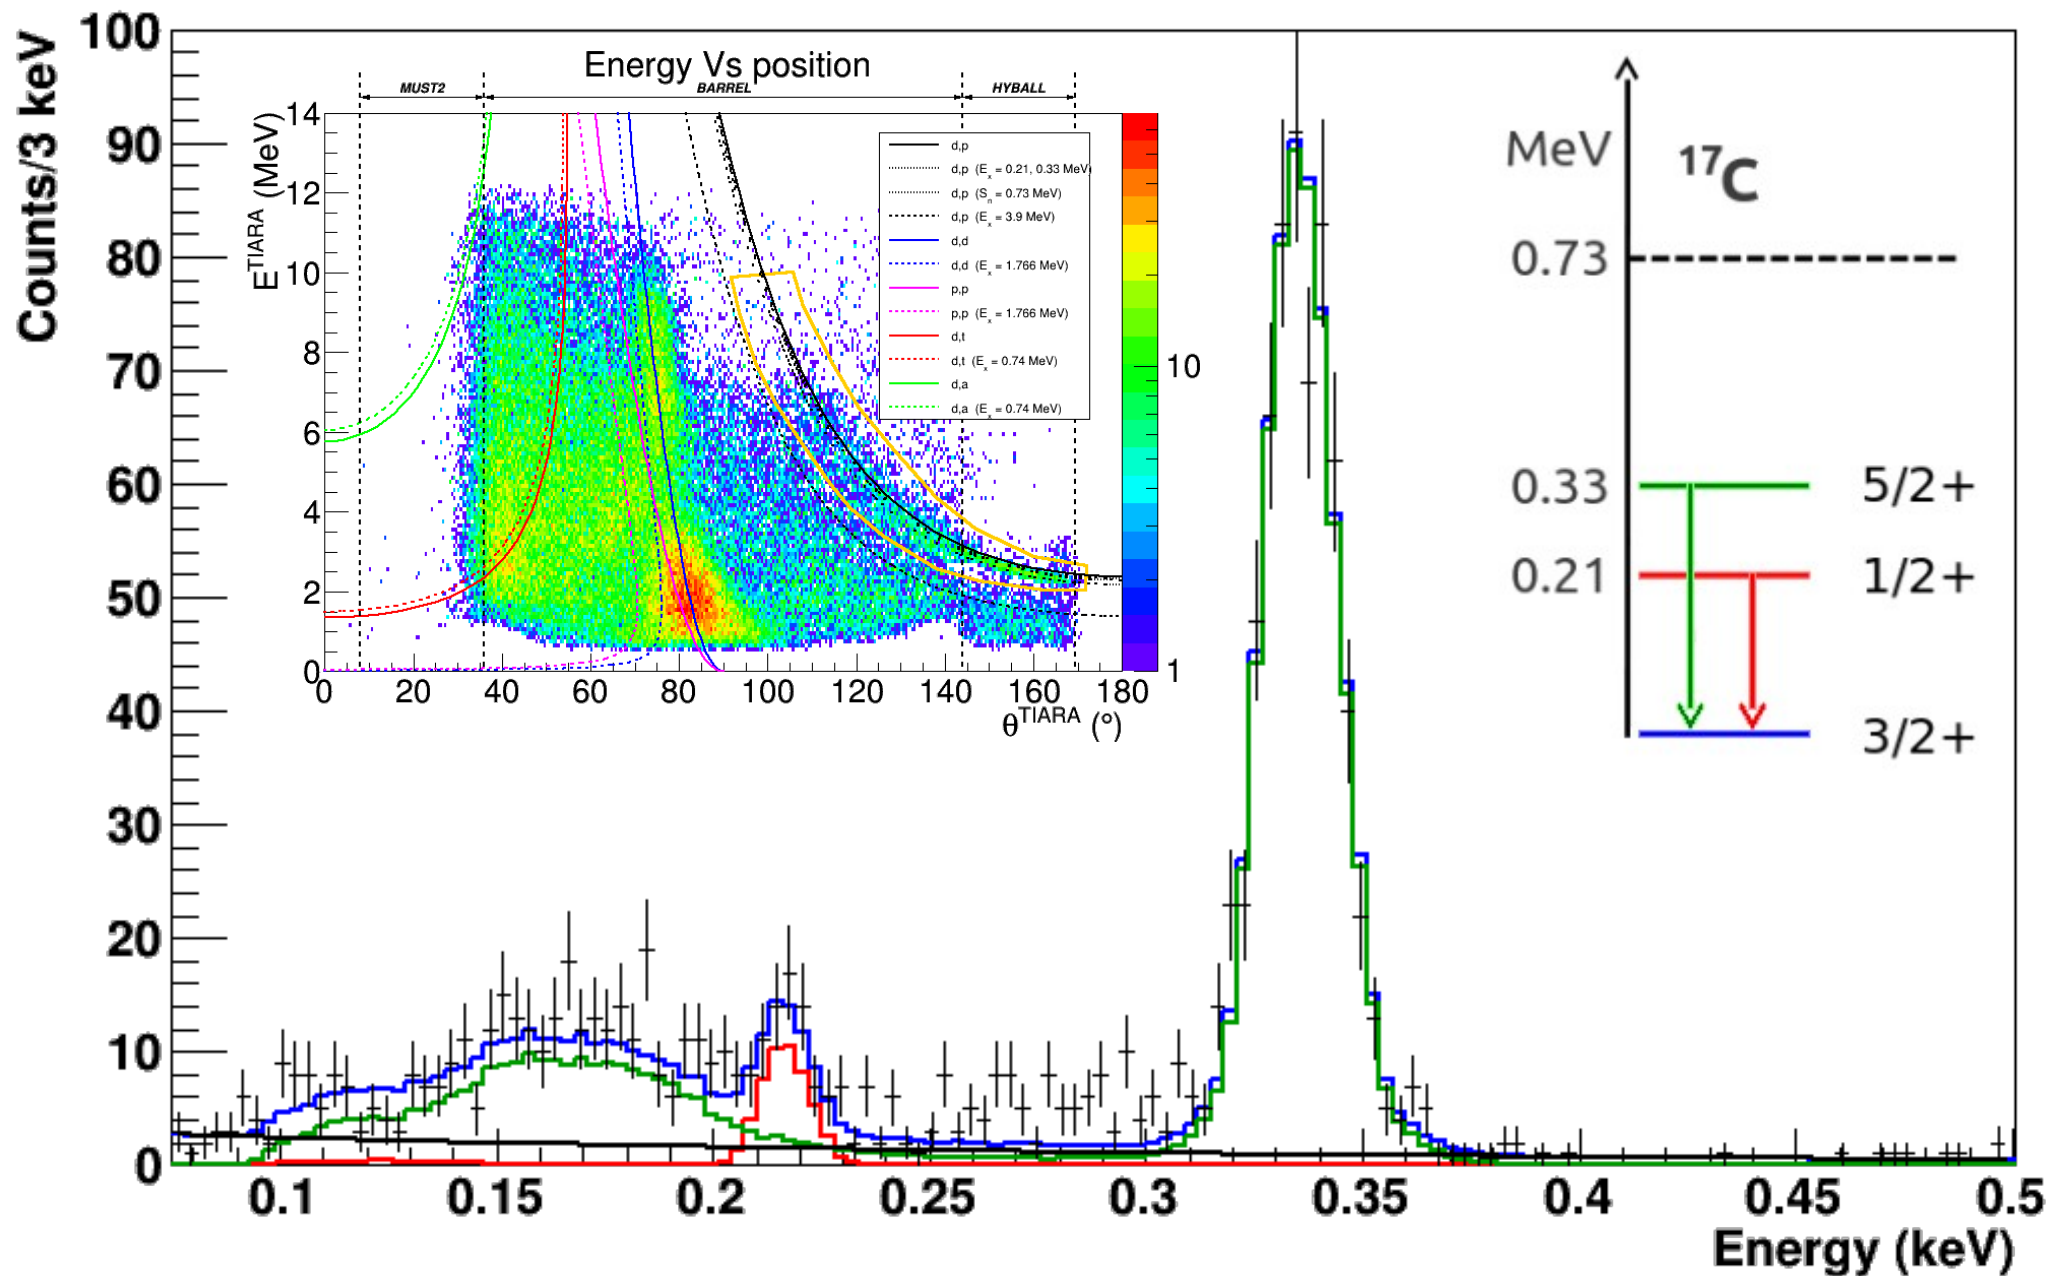 Counts/3 keV
100
90
80
70
60
50
40
30
20
10
0
0.1
0.15
0.2
0.25
0.3
0.35
0.4
0.45
0.5
Energy (keV)
Energy Vs position
MUST2
BARREL
HYBALL
E^TIARA (MeV)
14
12
10
8
6
4
2
0
0
20
40
60
80
100
120
140
160
180
θ^TIARA (°)
d,p
d,p (E_x = 0.21, 0.33 MeV)
d,p (S_n = 0.73 MeV)
d,p (E_x = 3.9 MeV)
d,d
d,d (E_x = 1.766 MeV)
p,p
p,p (E_x = 1.766 MeV)
d,t
d,t (E_x = 0.74 MeV)
d,a
d,a (E_x = 0.74 MeV)
10
1
MeV
¹⁷C
0.73
0.33
5/2+
0.21
1/2+
3/2+